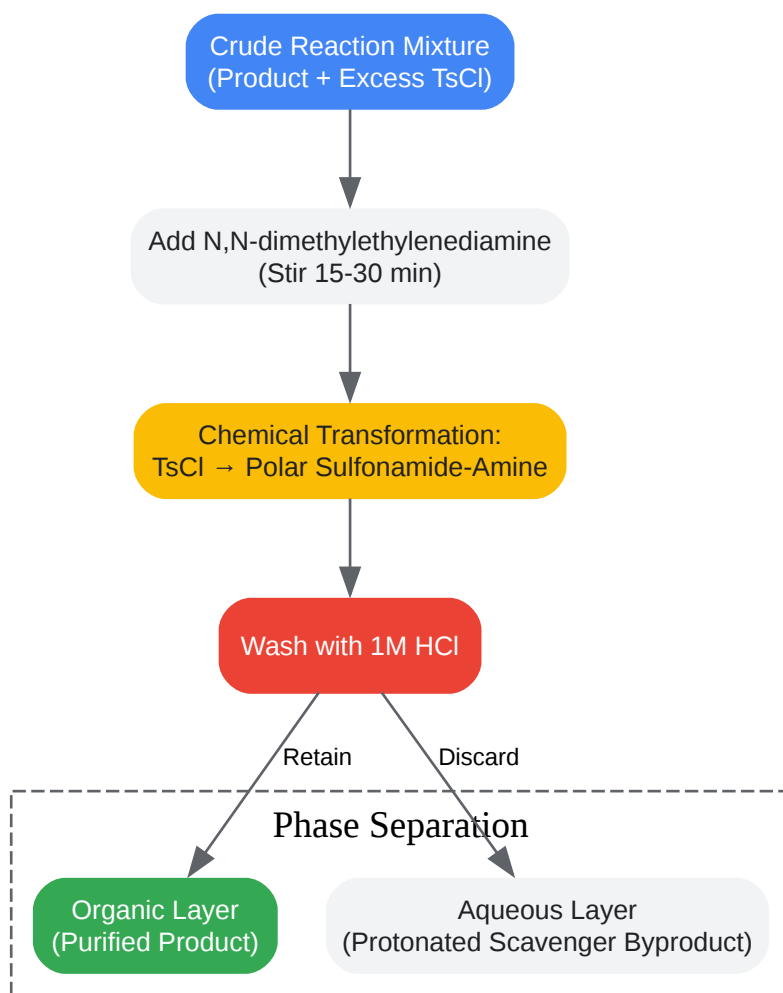 Crude Reaction Mixture
(Product + Excess TsCl)
Add N,N-dimethylethylenediamine
(Stir 15-30 min)
Chemical Transformation:
TsCl → Polar Sulfonamide-Amine
Wash with 1M HCl
Retain
Discard
Phase Separation
Organic Layer
(Purified Product)
Aqueous Layer
(Protonated Scavenger Byproduct)